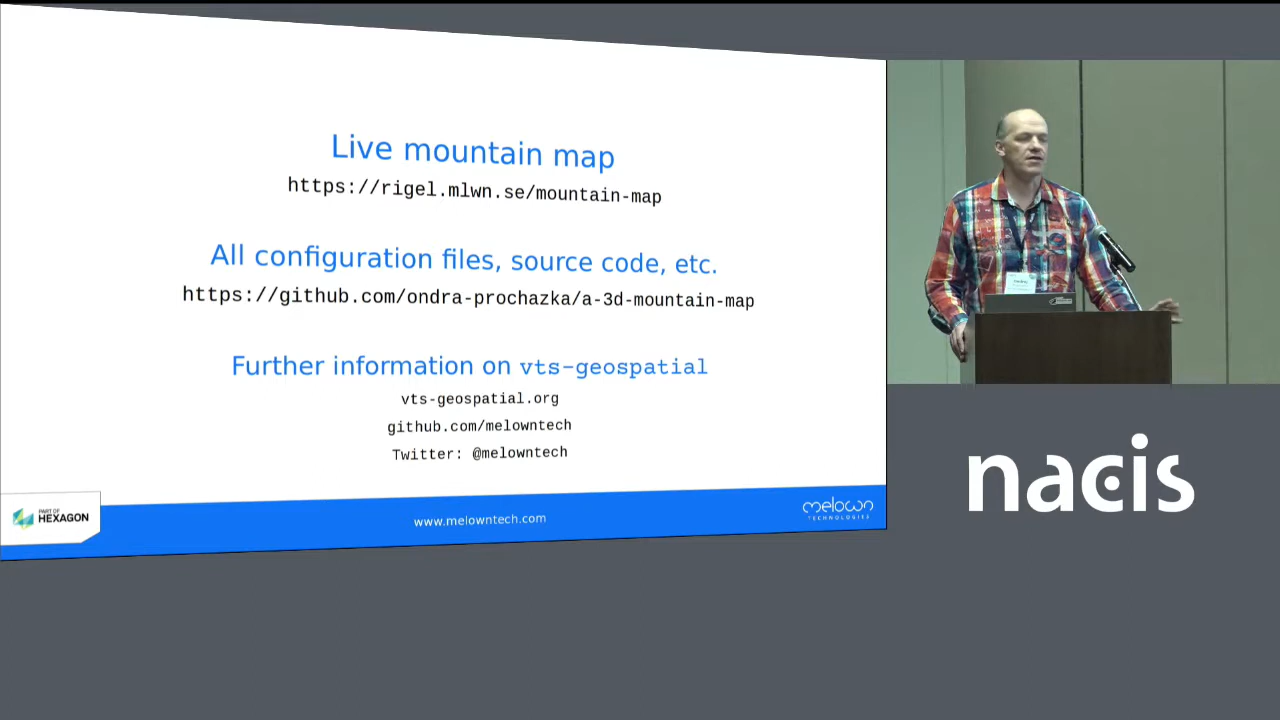 Live mountain map
https://rigel.mlwn.se/mountain-map
All configuration files, source code, etc.
https://github.com/ondra-prochazka/a-3d-mountain-map
Further information on vts-geospatial
vts-geospatial.org
github.com/melowntech
Twitter: @melowntech
PART OF
HEXAGON
www.melowntech.com
melown
TECHNOLOGIES
nacis